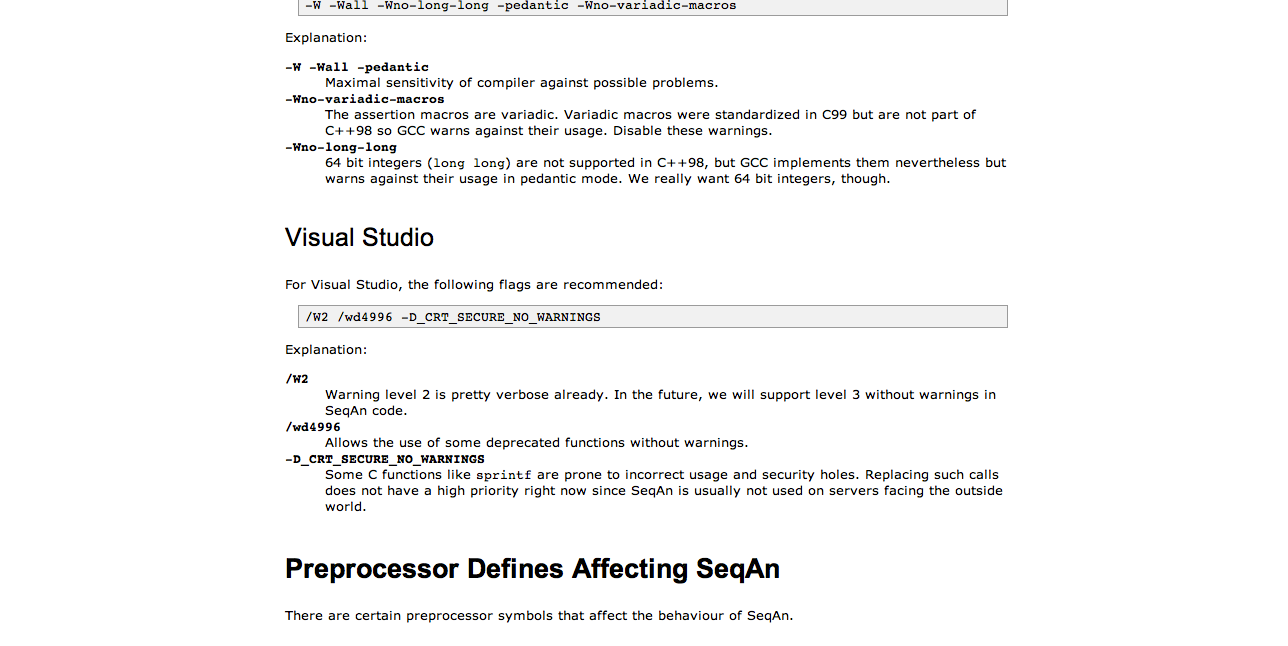 -W -Wall -Wno-long-long -pedantic -Wno-variadic-macros
Explanation:
-W -Wall -pedantic
Maximal sensitivity of compiler against possible problems.
-Wno-variadic-macros
The assertion macros are variadic. Variadic macros were standardized in C99 but are not part of
C++98 so GCC warns against their usage. Disable these warnings.
-Wno-long-long
64 bit integers (long long) are not supported in C++98, but GCC implements them nevertheless but
warns against their usage in pedantic mode. We really want 64 bit integers, though.
Visual Studio
For Visual Studio, the following flags are recommended:
/W2 /wd4996 -D_CRT_SECURE_NO_WARNINGS
Explanation:
/W2
Warning level 2 is pretty verbose already. In the future, we will support level 3 without warnings in
SeqAn code.
/wd4996
Allows the use of some deprecated functions without warnings.
-D_CRT_SECURE_NO_WARNINGS
Some C functions like sprintf are prone to incorrect usage and security holes. Replacing such calls
does not have a high priority right now since SeqAn is usually not used on servers facing the outside
world.
Preprocessor Defines Affecting SeqAn
There are certain preprocessor symbols that affect the behaviour of SeqAn.